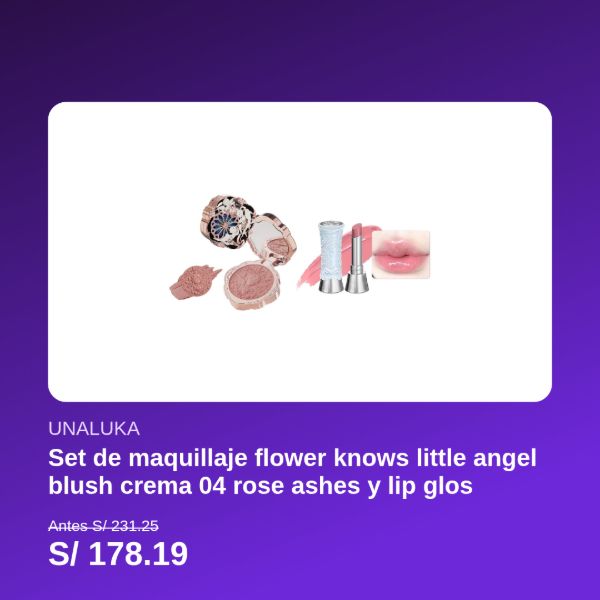 UNALUKA
Set de maquillaje flower knows little angel
blush crema 04 rose ashes y lip glos
Antes S/ 231.25
S/ 178.19